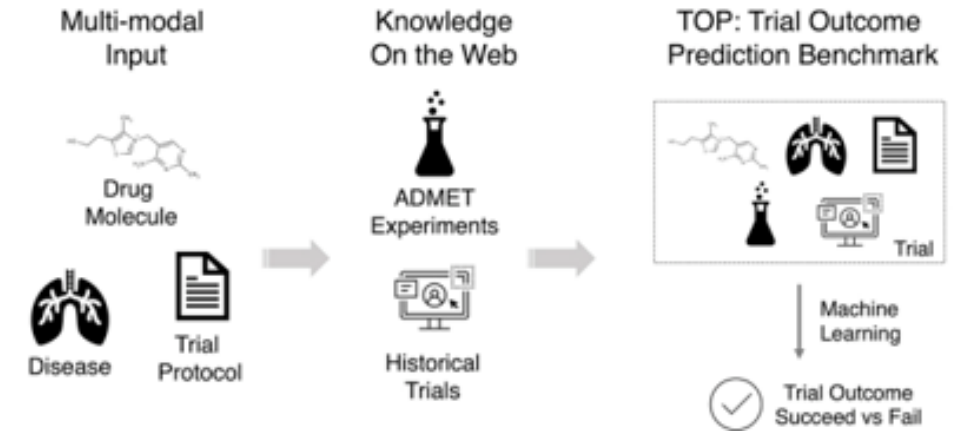 Multi-modal
Input
Drug
Molecule
Disease
Trial
Protocol
Knowledge
On the Web
ADMET
Experiments
Historical
Trials
TOP: Trial Outcome
Prediction Benchmark
Trial
Machine
Learning
Trial Outcome
Succeed vs Fail